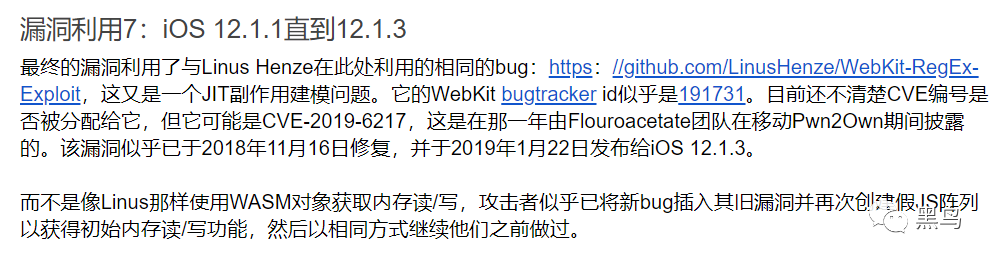 漏洞利用7：iOS 12.1.1直到12.1.3
最终的漏洞利用了与Linus Henze在此处利用的相同的bug：https：//github.com/LinusHenze/WebKit-RegEx-
Exploit，这又是一个JIT副作用建模问题。它的WebKit bugtracker id似乎是191731。目前还不清楚CVE编号是
否被分配给它，但它可能是CVE-2019-6217，这是在那一年由Flouroacetate团队在移动Pwn2Own期间披露
的。该漏洞似乎已于2018年11月16日修复，并于2019年1月22日发布给iOS 12.1.3。
而不是像Linus那样使用WASM对象获取内存读/写，攻击者似乎已将新bug插入其旧漏洞并再次创建假JS阵列
以获得初始内存读/写功能，然后以相同方式继续他们之前做过。
黑鸟